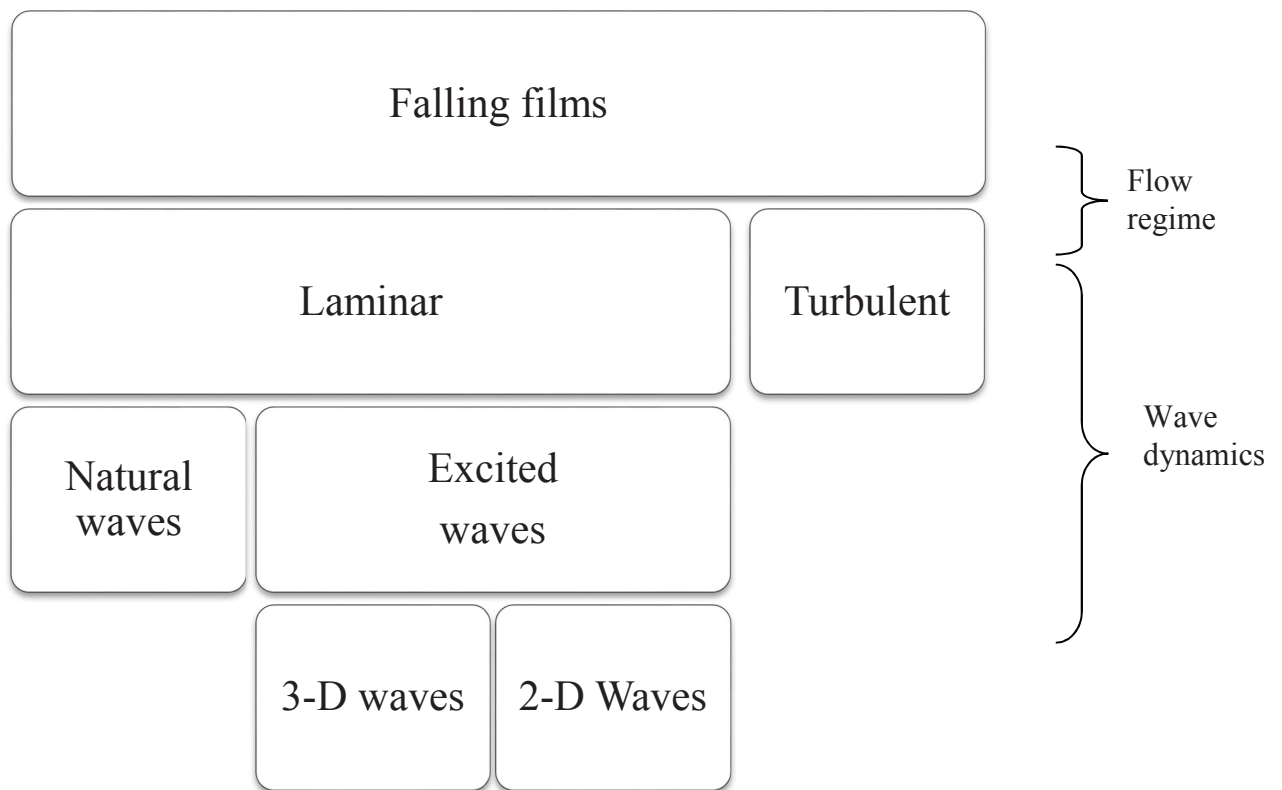 Falling films
Flow
regime
Laminar
Turbulent
Natural
waves
Excited
waves
Wave
dynamics
3-D waves
2-D Waves